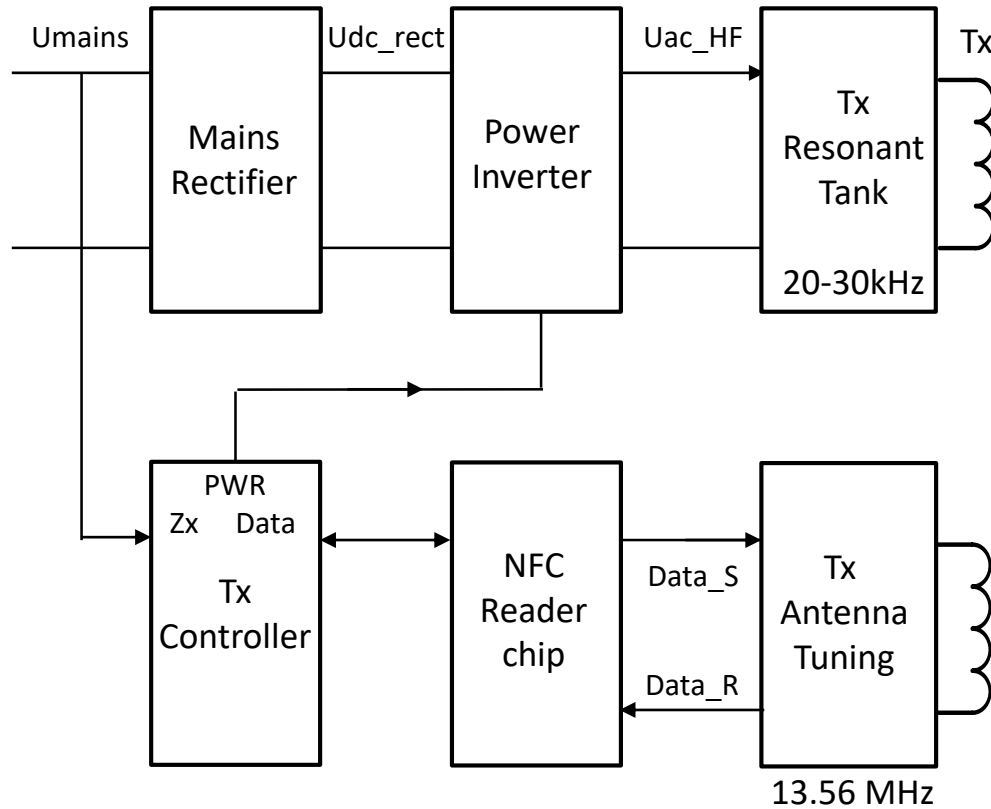 Umains
Udc_rect
Uac_HF
Tx
Mains
Rectifier
Power
Inverter
Tx
Resonant
Tank
20-30kHz
PWR
Zx Data
Tx
Controller
NFC
Reader
chip
Data_S
Data_R
Tx
Antenna
Tuning
13.56 MHz